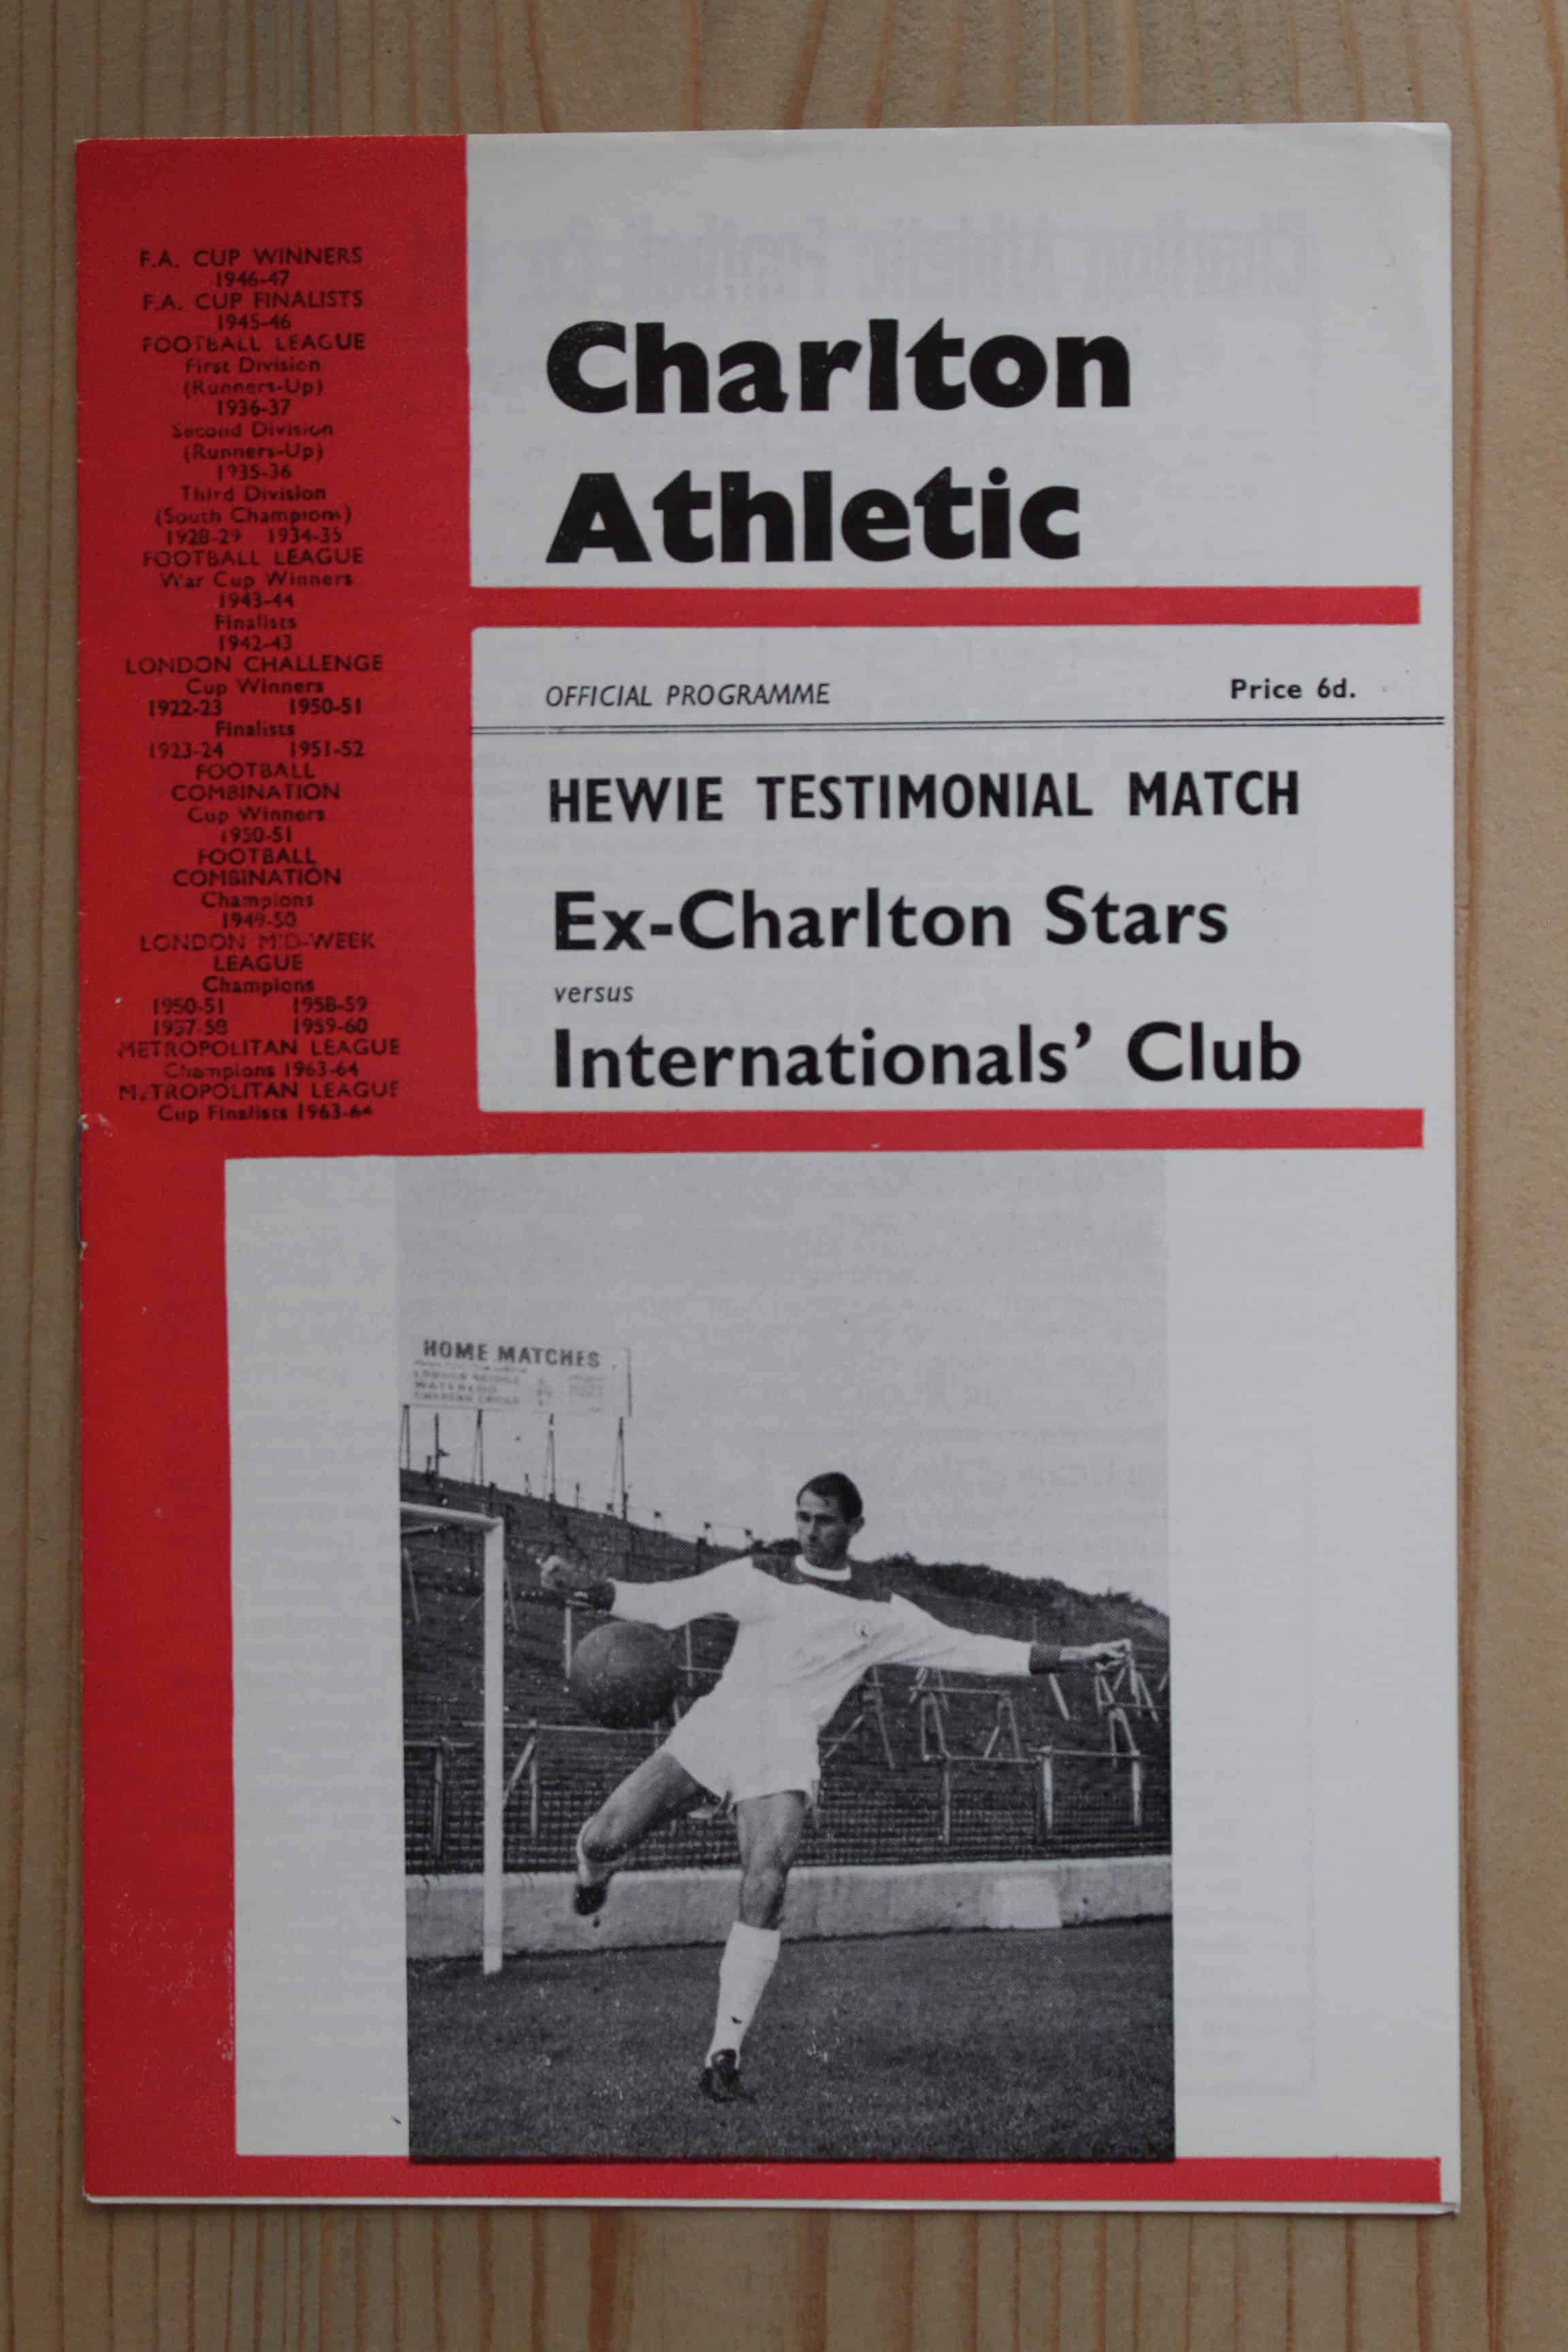 F.A. CUP WINNERS
1946-47
F.A. CUP FINALISTS
1945-46
FOOTBALL LEAGUE
First Division
(Runners-Up)
1936-37
Second Division
(Runners-Up)
1935-36
Third Division
(South Champions)
1928-29 1934-35
FOOTBALL LEAGUE
War Cup Winners
1943-44
Finalists
1942-43
LONDON CHALLENGE
Cup Winners
1922-23 1950-51
Finalists
1923-24 1951-52
FOOTBALL
COMBINATION
Cup Winners
1950-51
FOOTBALL
COMBINATION
Champions
1949-50
LONDON MID-WEEK
LEAGUE
Champions
1950-51 1958-59
1957-58 1959-60
METROPOLITAN LEAGUE
Champions 1963-64
METROPOLITAN LEAGUE
Cup Finalists 1963-64
Charlton
Athletic
OFFICIAL PROGRAMME Price 6d.
HEWIE TESTIMONIAL MATCH
Ex-Charlton Stars
versus
Internationals' Club
HOME MATCHES
LONDON BRIDGE
WATERLOO
CHARING CROSS